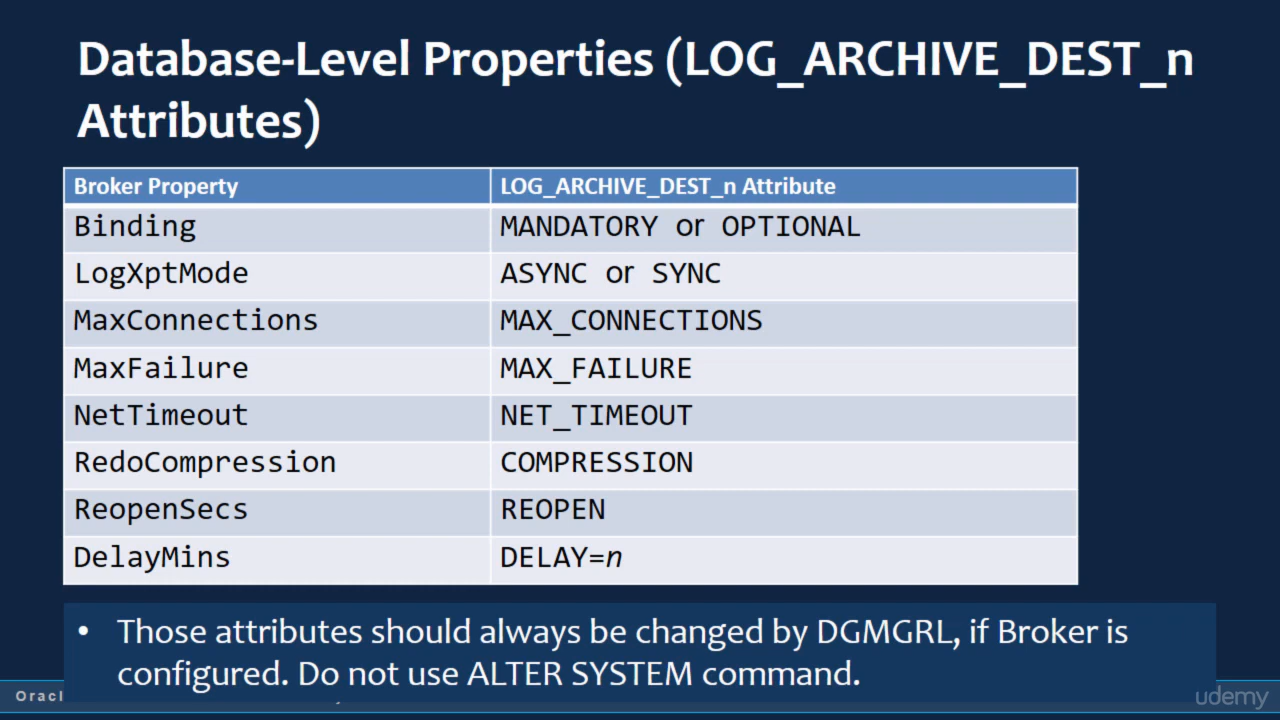 Database-Level Properties (LOG_ARCHIVE_DEST_n
Attributes)
Broker Property LOG_ARCHIVE_DEST_n Attribute
Binding MANDATORY or OPTIONAL
LogXptMode ASYNC or SYNC
MaxConnections MAX_CONNECTIONS
MaxFailure MAX_FAILURE
NetTimeout NET_TIMEOUT
RedoCompression COMPRESSION
ReopenSecs REOPEN
DelayMins DELAY=n
• Those attributes should always be changed by DGMGRL, if Broker is
configured. Do not use ALTER SYSTEM command.
Oracl
udemy